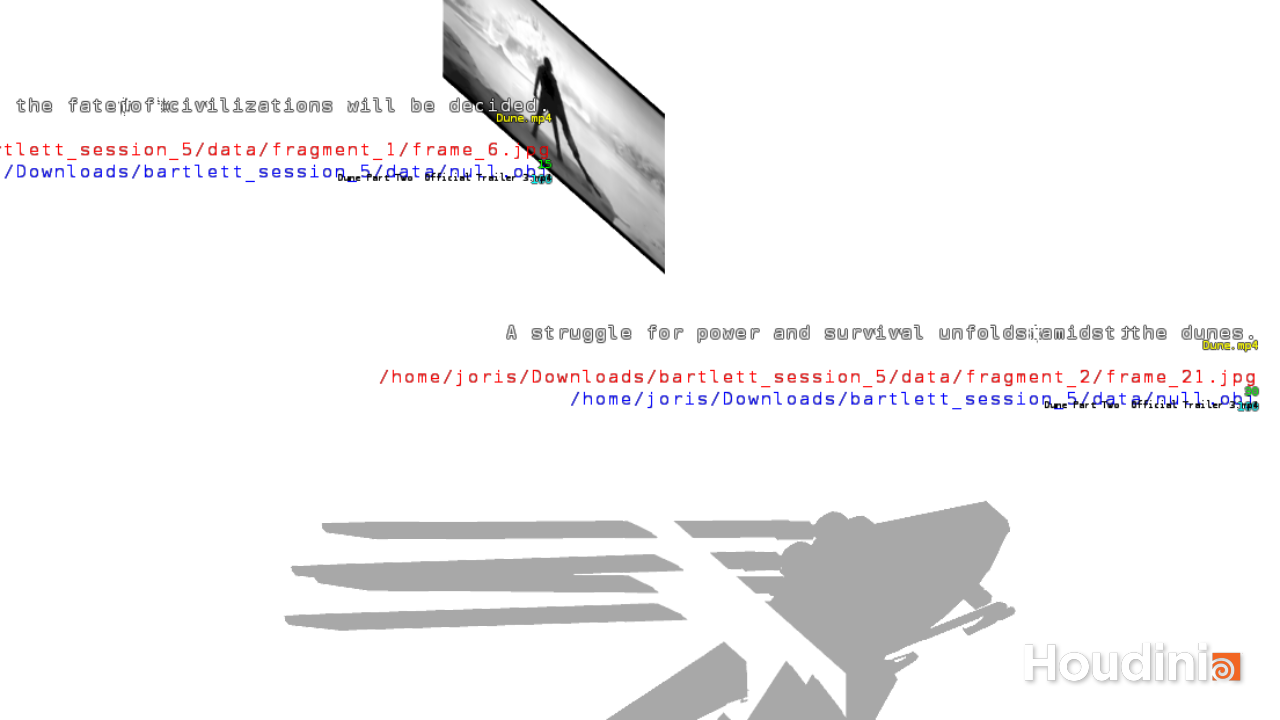 the fate of civilizations will be decided.
Dune.mp4
rtlett_session_5/data/fragment_1/frame_6.jpg
15
/Downloads/bartlett_session_5/data/null.obj
Dune Part Two Official Trailer 3.mp4
A struggle for power and survival unfolds amidst the dunes.
Dune.mp4
/home/joris/Downloads/bartlett_session_5/data/fragment_2/frame_21.jpg
/home/joris/Downloads/bartlett_session_5/data/null.obj
Dune Part Two Official Trailer 3.mp4
Houdini